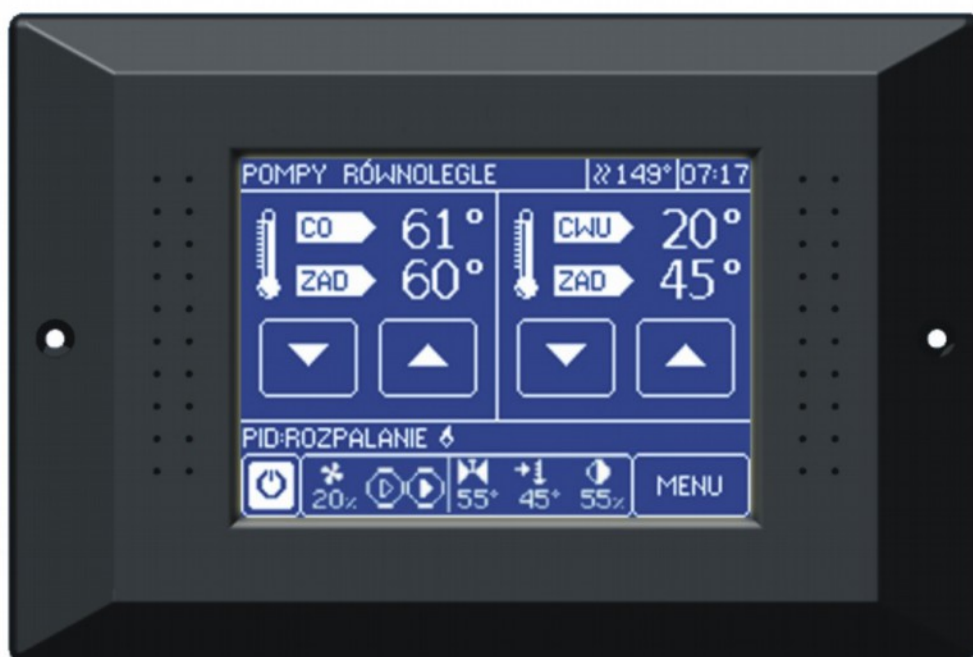 POMPY RÓWNOLEGLE 149° 07:17
CO 61° CWU 20°
ZAD 60° ZAD 45°
PID:ROZPALANIE
20% 55° 45° 55% MENU